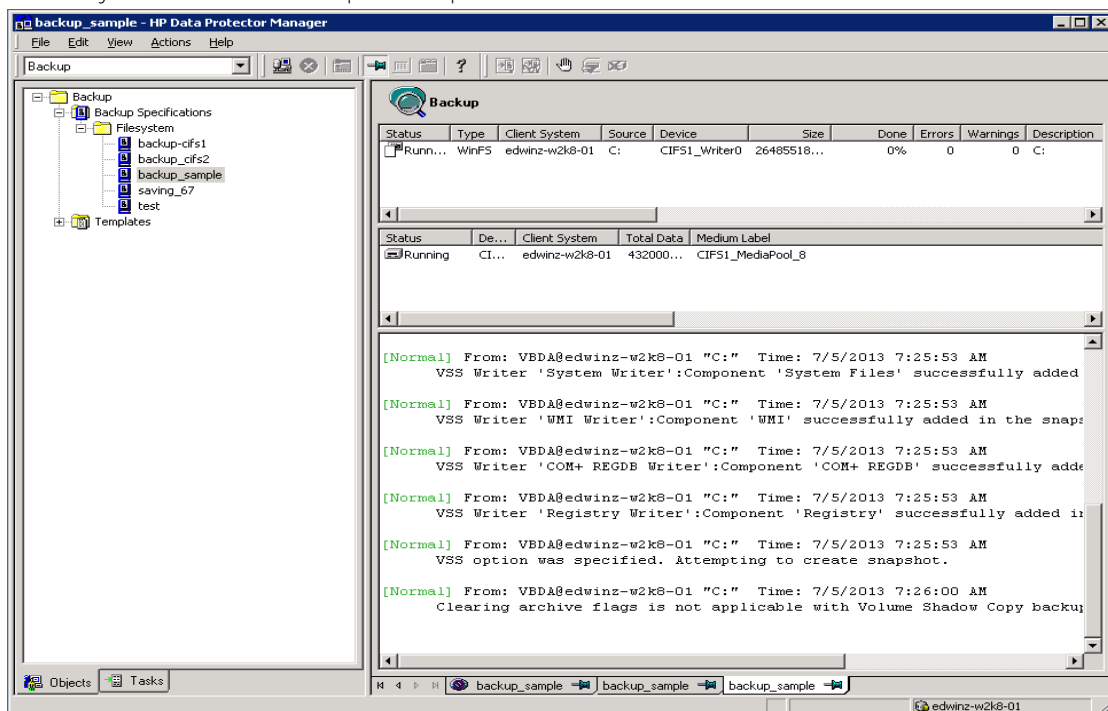 backup_sample - HP Data Protector Manager
File Edit View Actions Help
Backup
Backup
Backup Specifications
Filesystem
backup-cifs1
backup_cifs2
backup_sample
saving_67
test
Templates
Objects Tasks
Backup
Status Type Client System Source Device Size Done Errors Warnings Description
Runn... WinFS edwinz-w2k8-01 C: CIFS1_Writer0 26485518... 0% 0 0 C:
Status De... Client System Total Data Medium Label
Running CI... edwinz-w2k8-01 432000... CIFS1_MediaPool_8
[Normal] From: VBDA@edwinz-w2k8-01 "C:" Time: 7/5/2013 7:25:53 AM
VSS Writer 'System Writer':Component 'System Files' successfully added
[Normal] From: VBDA@edwinz-w2k8-01 "C:" Time: 7/5/2013 7:25:53 AM
VSS Writer 'WMI Writer':Component 'WMI' successfully added in the snaps
[Normal] From: VBDA@edwinz-w2k8-01 "C:" Time: 7/5/2013 7:25:53 AM
VSS Writer 'COM+ REGDB Writer':Component 'COM+ REGDB' successfully adde
[Normal] From: VBDA@edwinz-w2k8-01 "C:" Time: 7/5/2013 7:25:53 AM
VSS Writer 'Registry Writer':Component 'Registry' successfully added in
[Normal] From: VBDA@edwinz-w2k8-01 "C:" Time: 7/5/2013 7:25:53 AM
VSS option was specified. Attempting to create snapshot.
[Normal] From: VBDA@edwinz-w2k8-01 "C:" Time: 7/5/2013 7:26:00 AM
Clearing archive flags is not applicable with Volume Shadow Copy backup
backup_sample backup_sample backup_sample
edwinz-w2k8-01